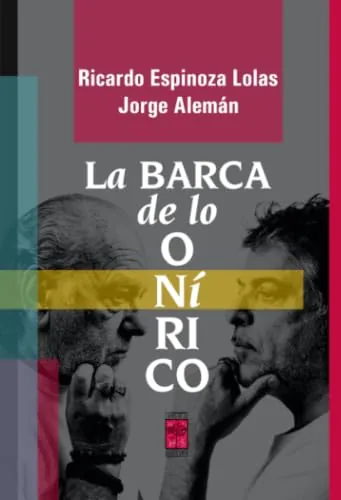 Ricardo Espinoza Lolas
Jorge Alemán
La BARCA
de lo
O
Ní
RI
CO